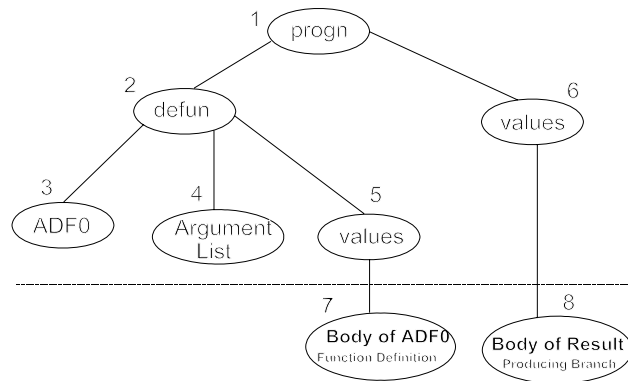 1
progn
2
defun
6
values
3
ADF0
4
Argument
List
5
values
7
Body of ADF0
Function Definition
8
Body of Result
Producing Branch